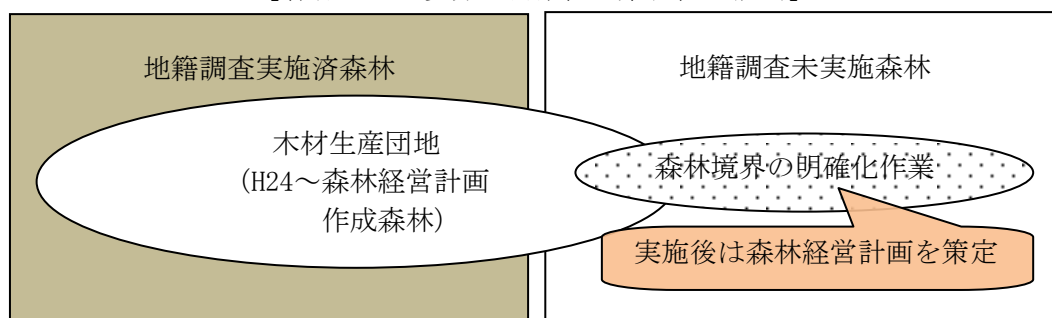 地籍調査実施済森林
地籍調査未実施森林
木材生産団地
(H24～森林経営計画
作成森林)
森林境界の明確化作業
実施後は森林経営計画を策定